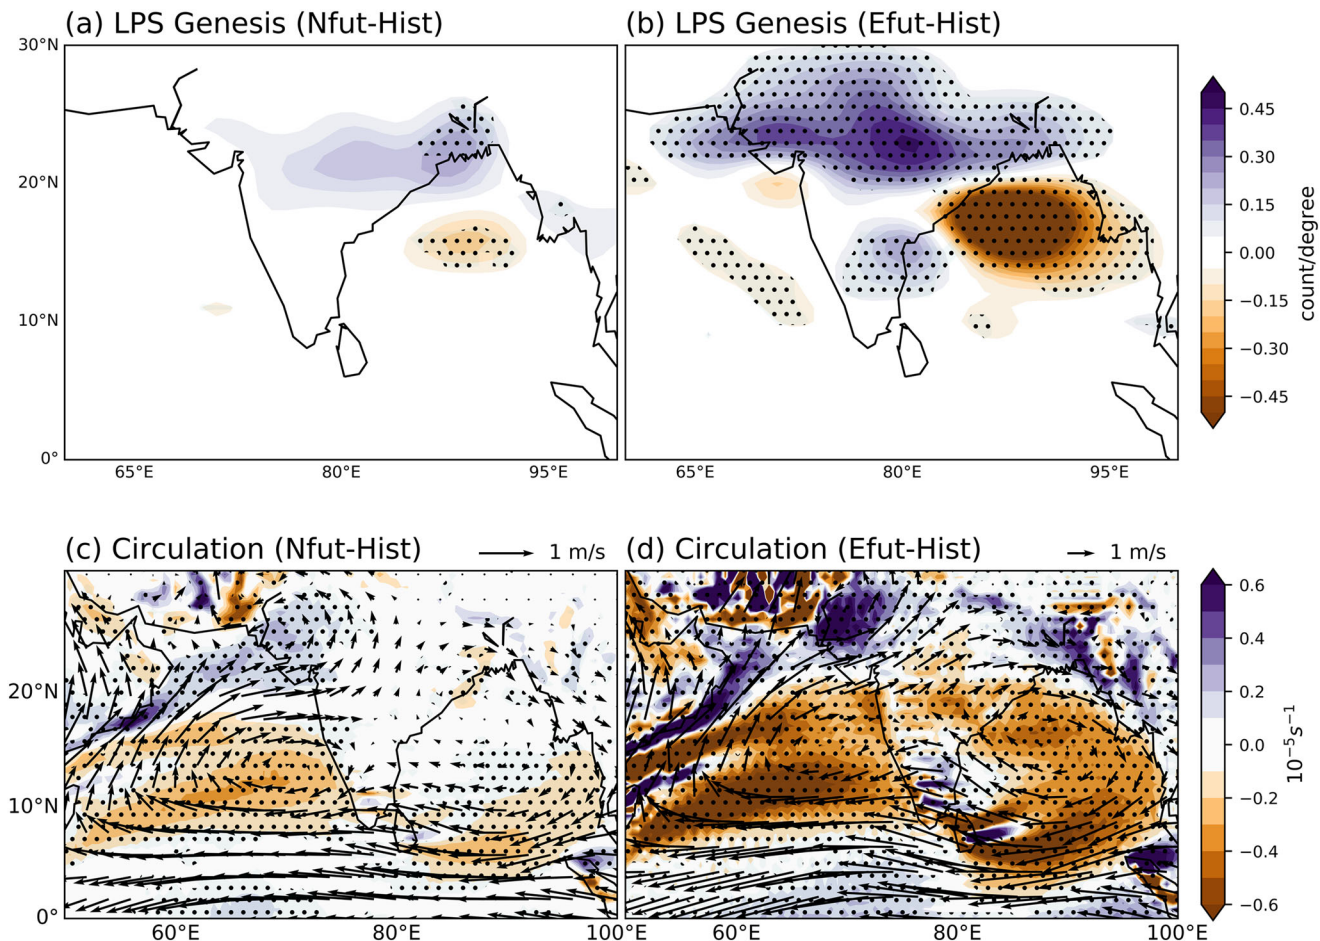 (a) LPS Genesis (Nfut-Hist)
(b) LPS Genesis (Efut-Hist)
30°N
20°N
10°N
0°
65°E
80°E
95°E
65°E
80°E
95°E
0.45
0.30
0.15
0.00
−0.15
−0.30
−0.45
count/degree
(c) Circulation (Nfut-Hist)
1 m/s
(d) Circulation (Efut-Hist)
1 m/s
20°N
10°N
0°
60°E
80°E
100°E
60°E
80°E
100°E
0.6
0.4
0.2
0.0
−0.2
−0.4
−0.6
10⁻⁵s⁻¹